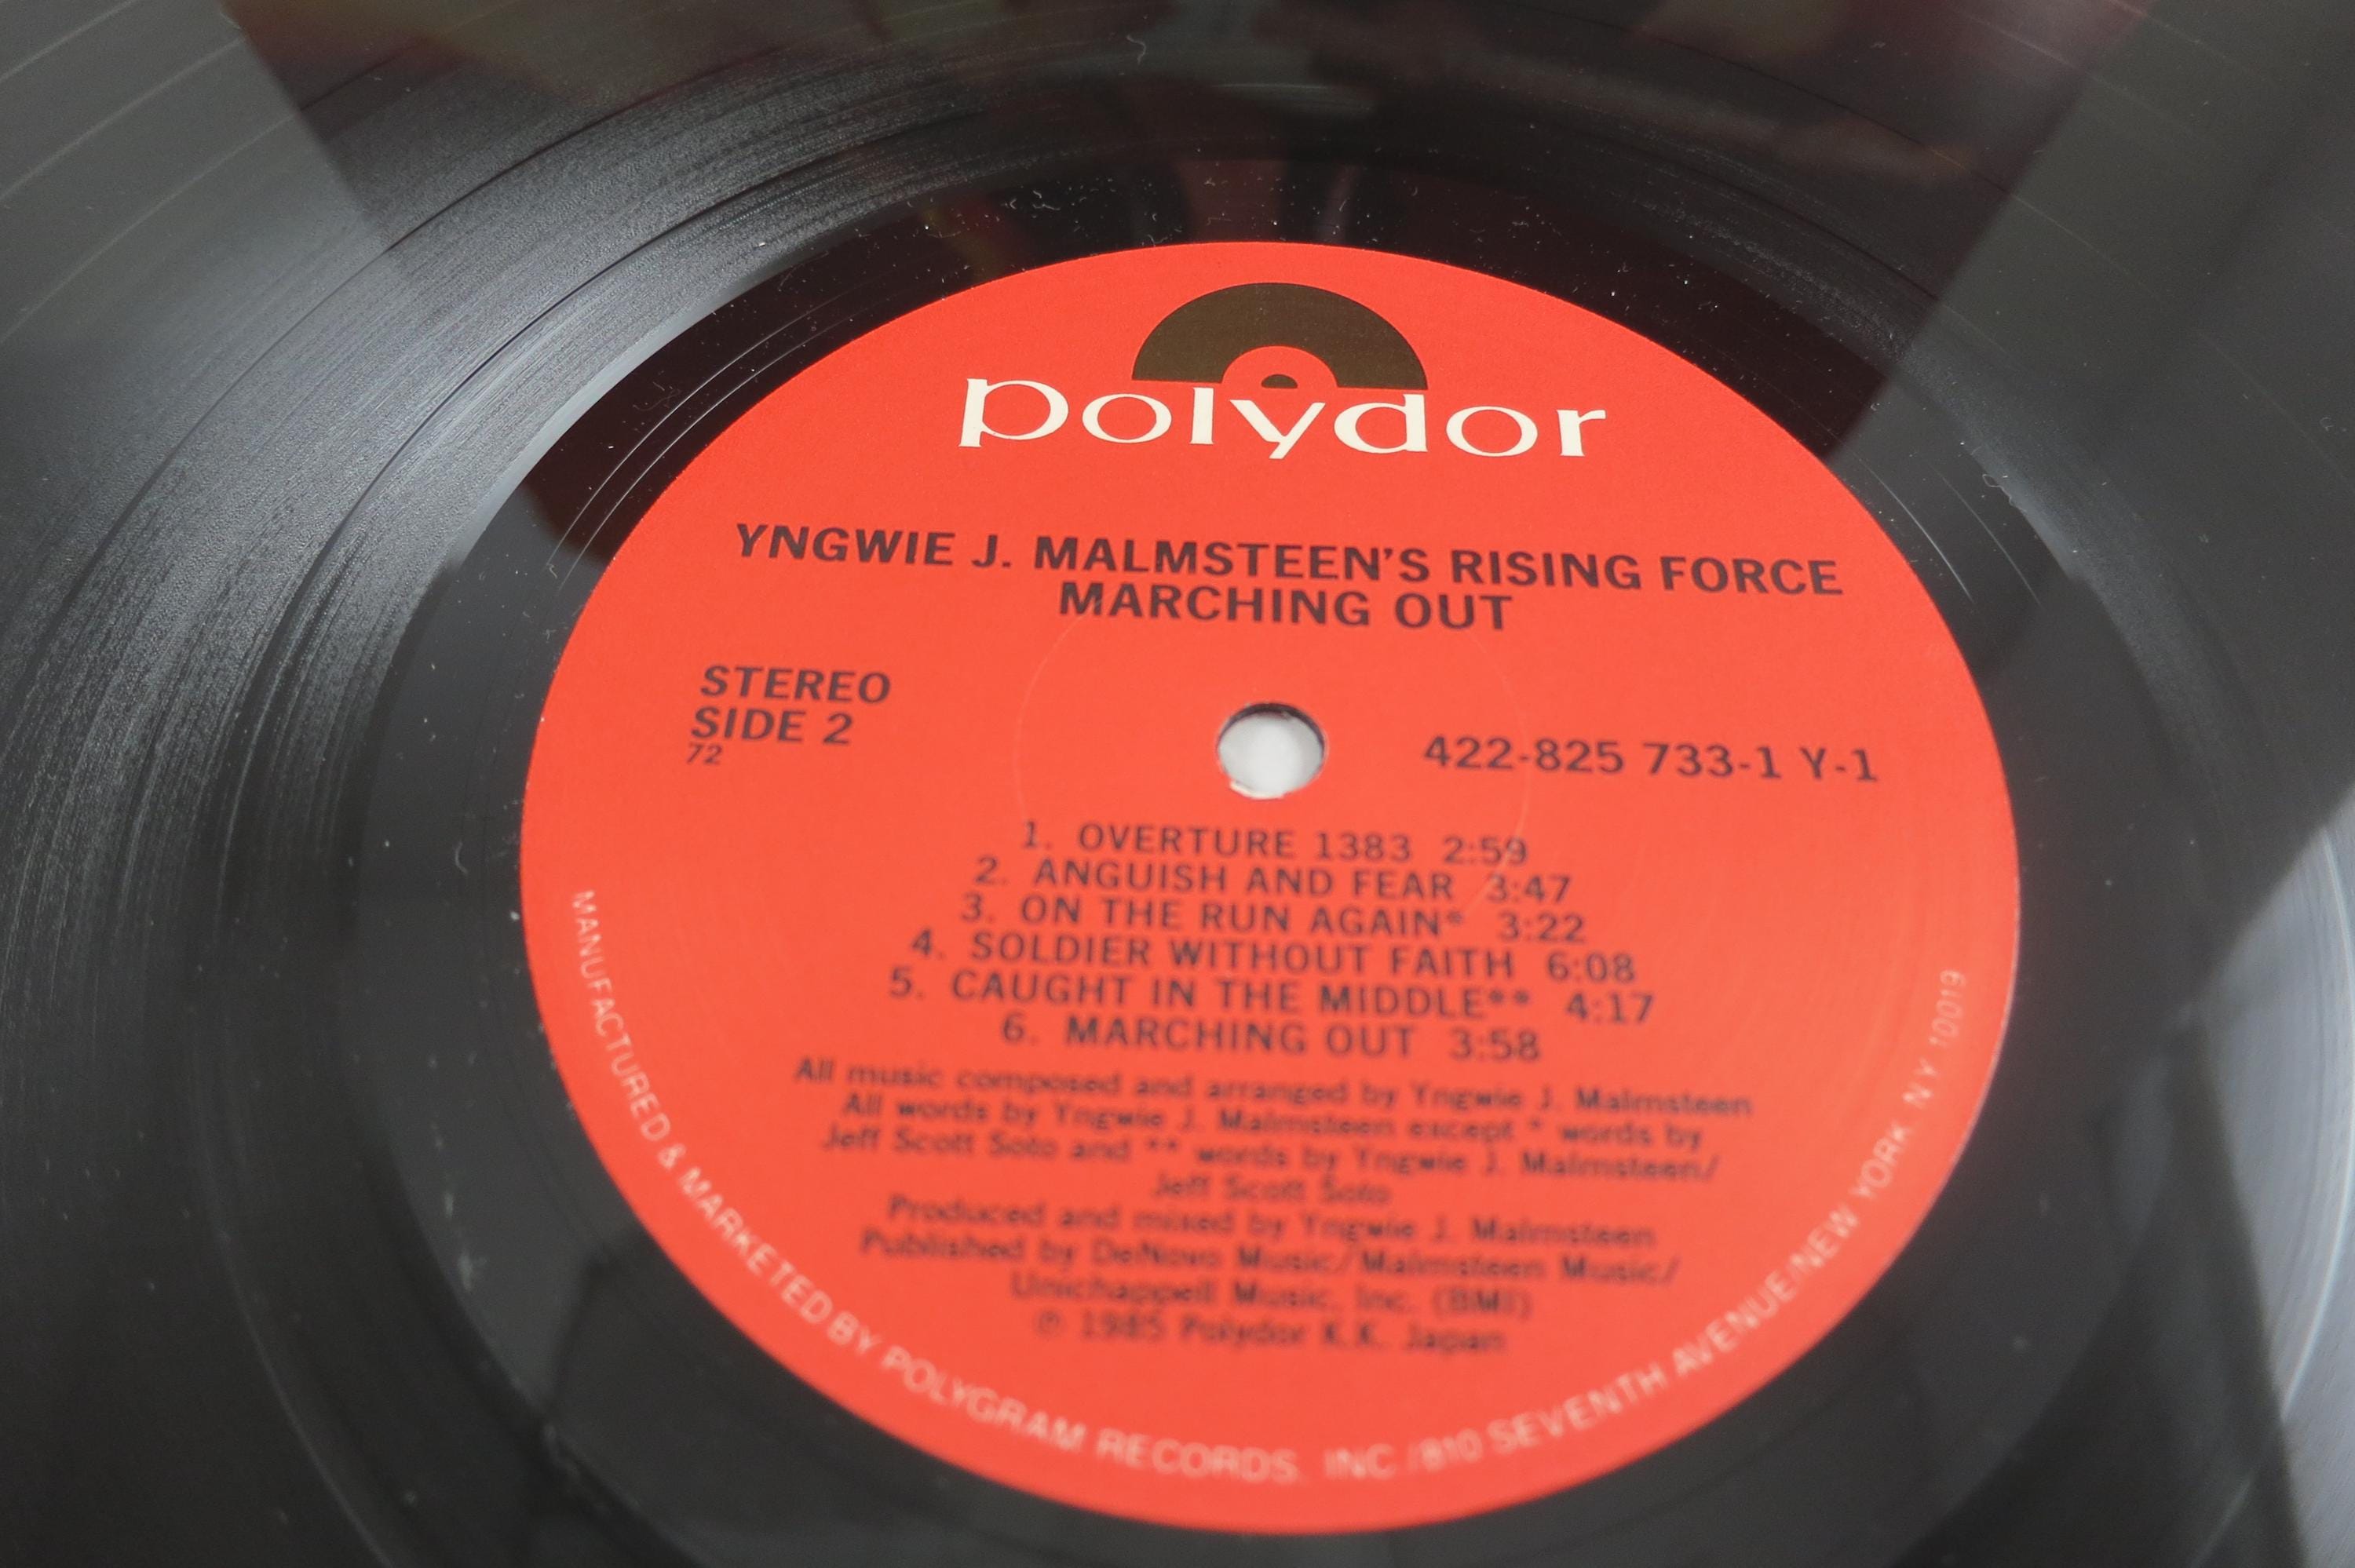 polydor
YNGWIE J. MALMSTEEN'S RISING FORCE
MARCHING OUT
STEREO
SIDE 2
72
422-825 733-1 Y-1
1. OVERTURE 1383 2:59
2. ANGUISH AND FEAR 3:47
3. ON THE RUN AGAIN* 3:22
4. SOLDIER WITHOUT FAITH 6:08
5. CAUGHT IN THE MIDDLE** 4:17
6. MARCHING OUT 3:58
All music composed and arranged by Yngwie J. Malmsteen
All words by Yngwie J. Malmsteen except * words by
Jeff Scott Soto and ** words by Yngwie J. Malmsteen/
Jeff Scott Soto
Produced and mixed by Yngwie J. Malmsteen
Published by DeNovo Music/Malmsteen Music/
Unichappell Music, Inc. (BMI)
℗ 1985 Polydor K.K. Japan
MANUFACTURED & MARKETED BY POLYGRAM RECORDS, INC./810 SEVENTH AVENUE/NEW YORK NY 10019